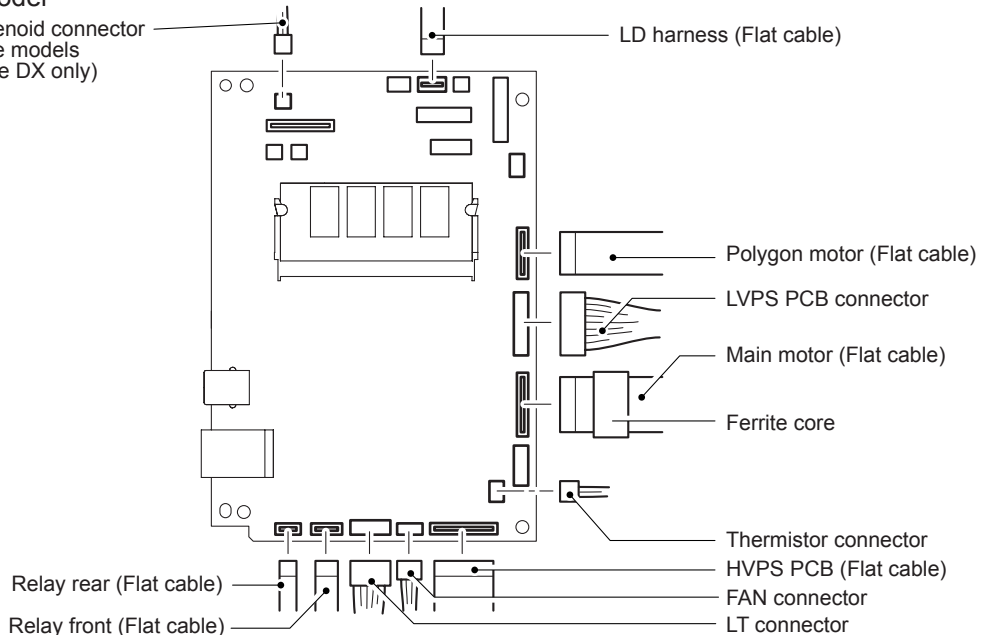 LD harness (Flat cable)
models
DX only)
connector
Polygon motor (Flat cable)
LVPS PCB connector
Main motor (Flat cable)
Ferrite core
Thermistor connector
HVPS PCB (Flat cable)
FAN connector
LT connector
Relay rear (Flat cable)
Relay front (Flat cable)